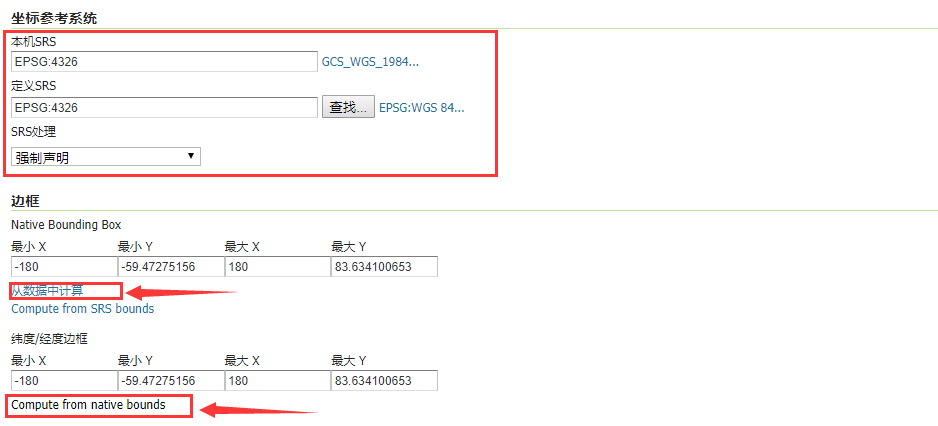 坐标参考系统
本机SRS
EPSG:4326 GCS_WGS_1984...
定义SRS
EPSG:4326 查找... EPSG:WGS 84...
SRS处理
强制声明
边框
Native Bounding Box
最小 X 最小 Y 最大 X 最大 Y
-180 -59.47275156 180 83.634100653
从数据中计算
Compute from SRS bounds
纬度/经度边框
最小 X 最小 Y 最大 X 最大 Y
-180 -59.47275156 180 83.634100653
Compute from native bounds